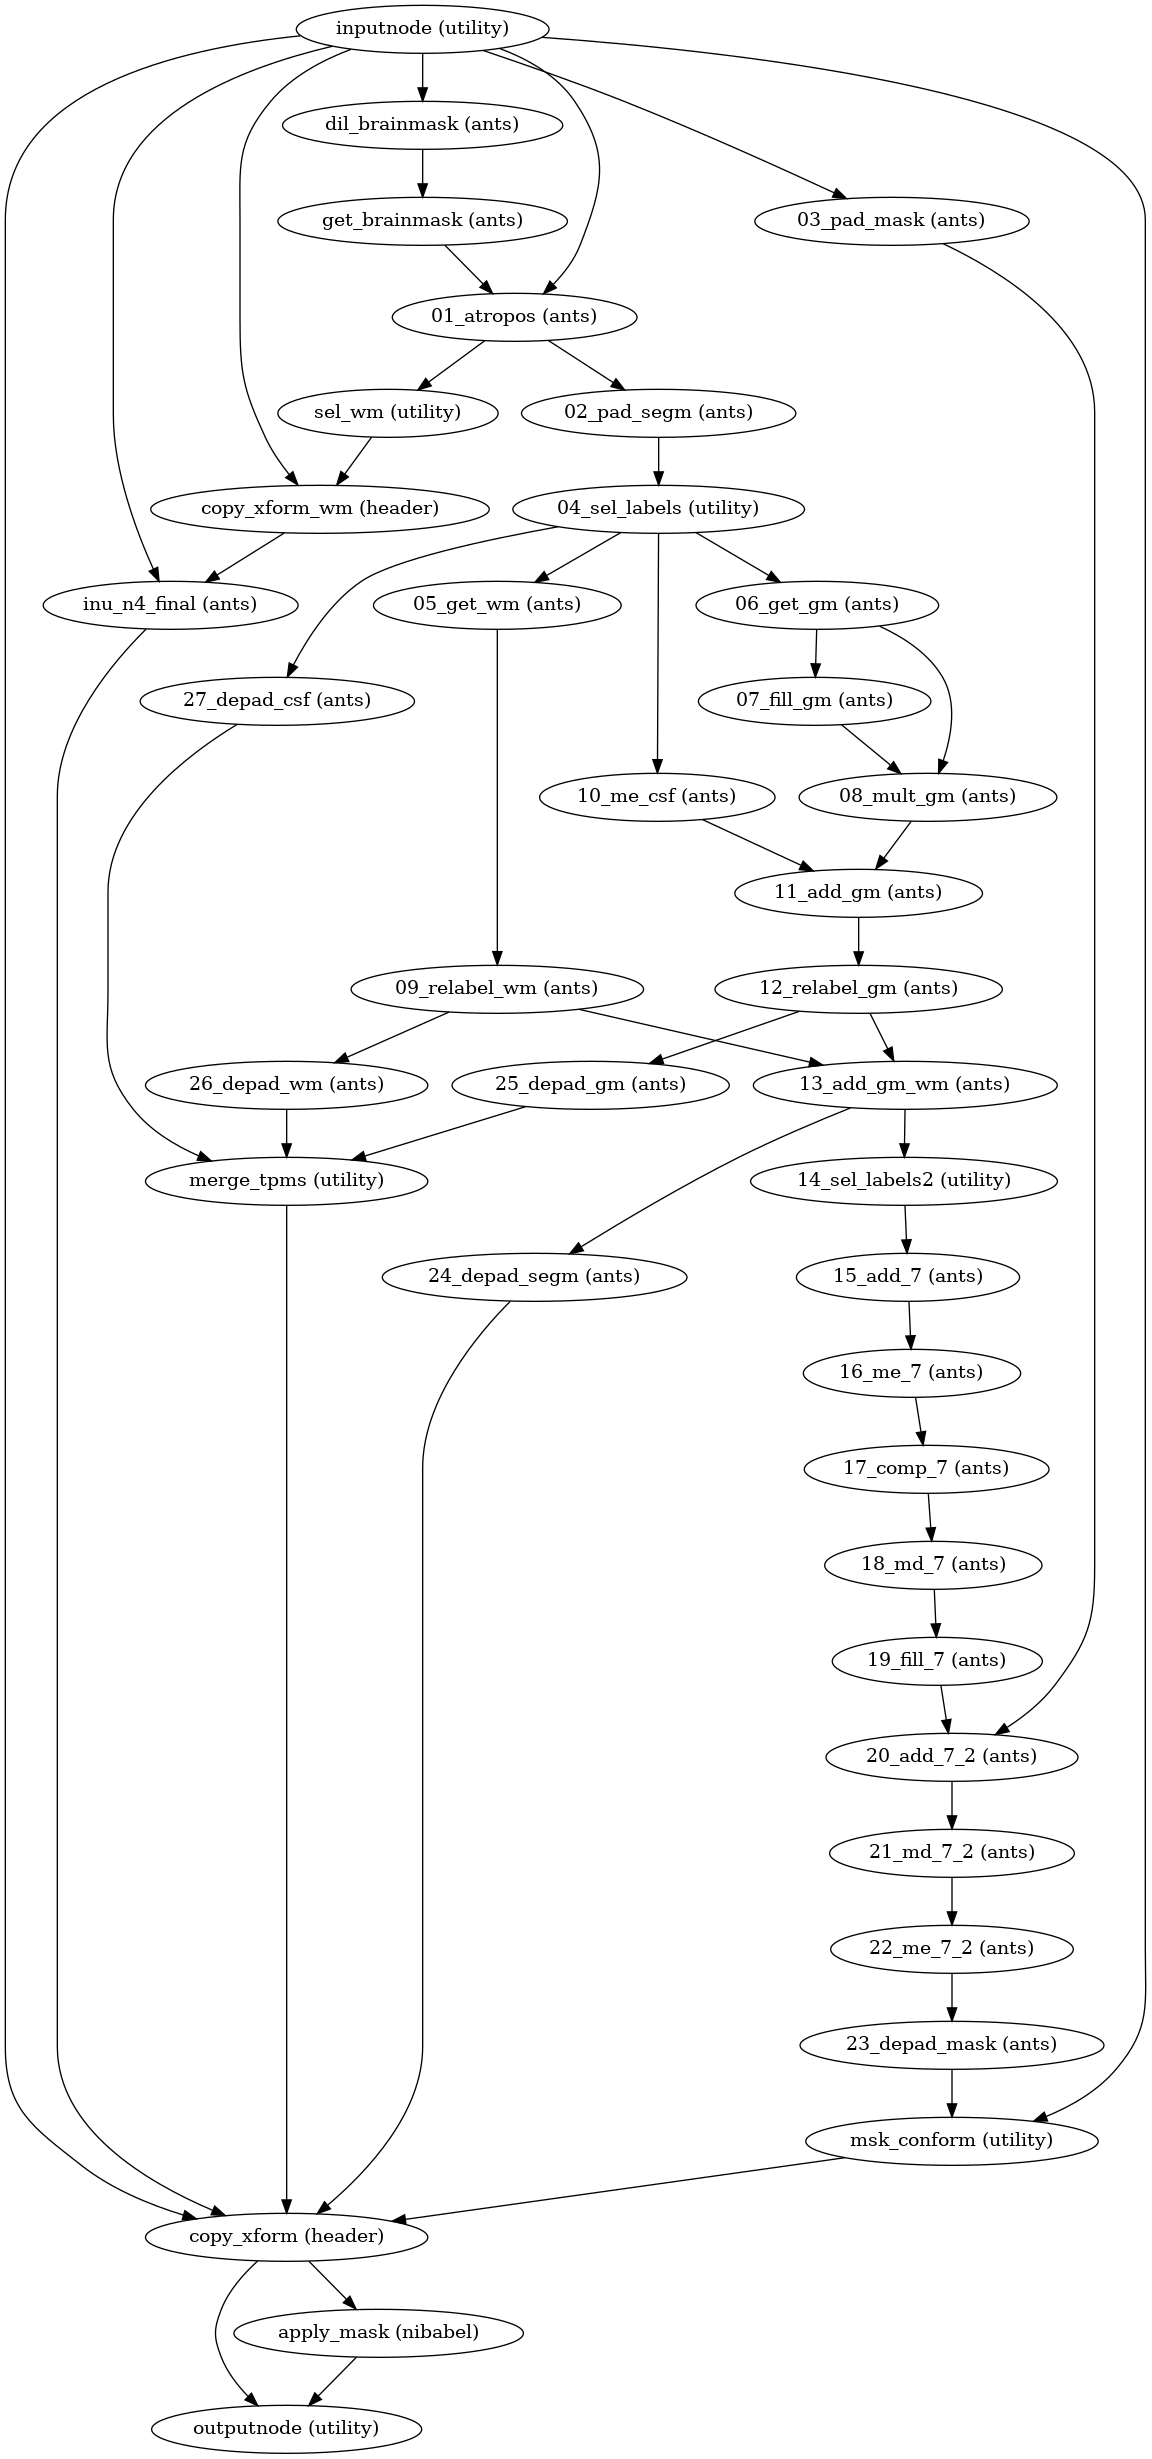 inputnode (utility)
dil_brainmask (ants)
get_brainmask (ants)
03_pad_mask (ants)
01_atropos (ants)
sel_wm (utility)
02_pad_segm (ants)
copy_xform_wm (header)
04_sel_labels (utility)
inu_n4_final (ants)
05_get_wm (ants)
06_get_gm (ants)
27_depad_csf (ants)
07_fill_gm (ants)
10_me_csf (ants)
08_mult_gm (ants)
11_add_gm (ants)
09_relabel_wm (ants)
12_relabel_gm (ants)
26_depad_wm (ants)
25_depad_gm (ants)
13_add_gm_wm (ants)
merge_tpms (utility)
14_sel_labels2 (utility)
24_depad_segm (ants)
15_add_7 (ants)
16_me_7 (ants)
17_comp_7 (ants)
18_md_7 (ants)
19_fill_7 (ants)
20_add_7_2 (ants)
21_md_7_2 (ants)
22_me_7_2 (ants)
23_depad_mask (ants)
msk_conform (utility)
copy_xform (header)
apply_mask (nibabel)
outputnode (utility)